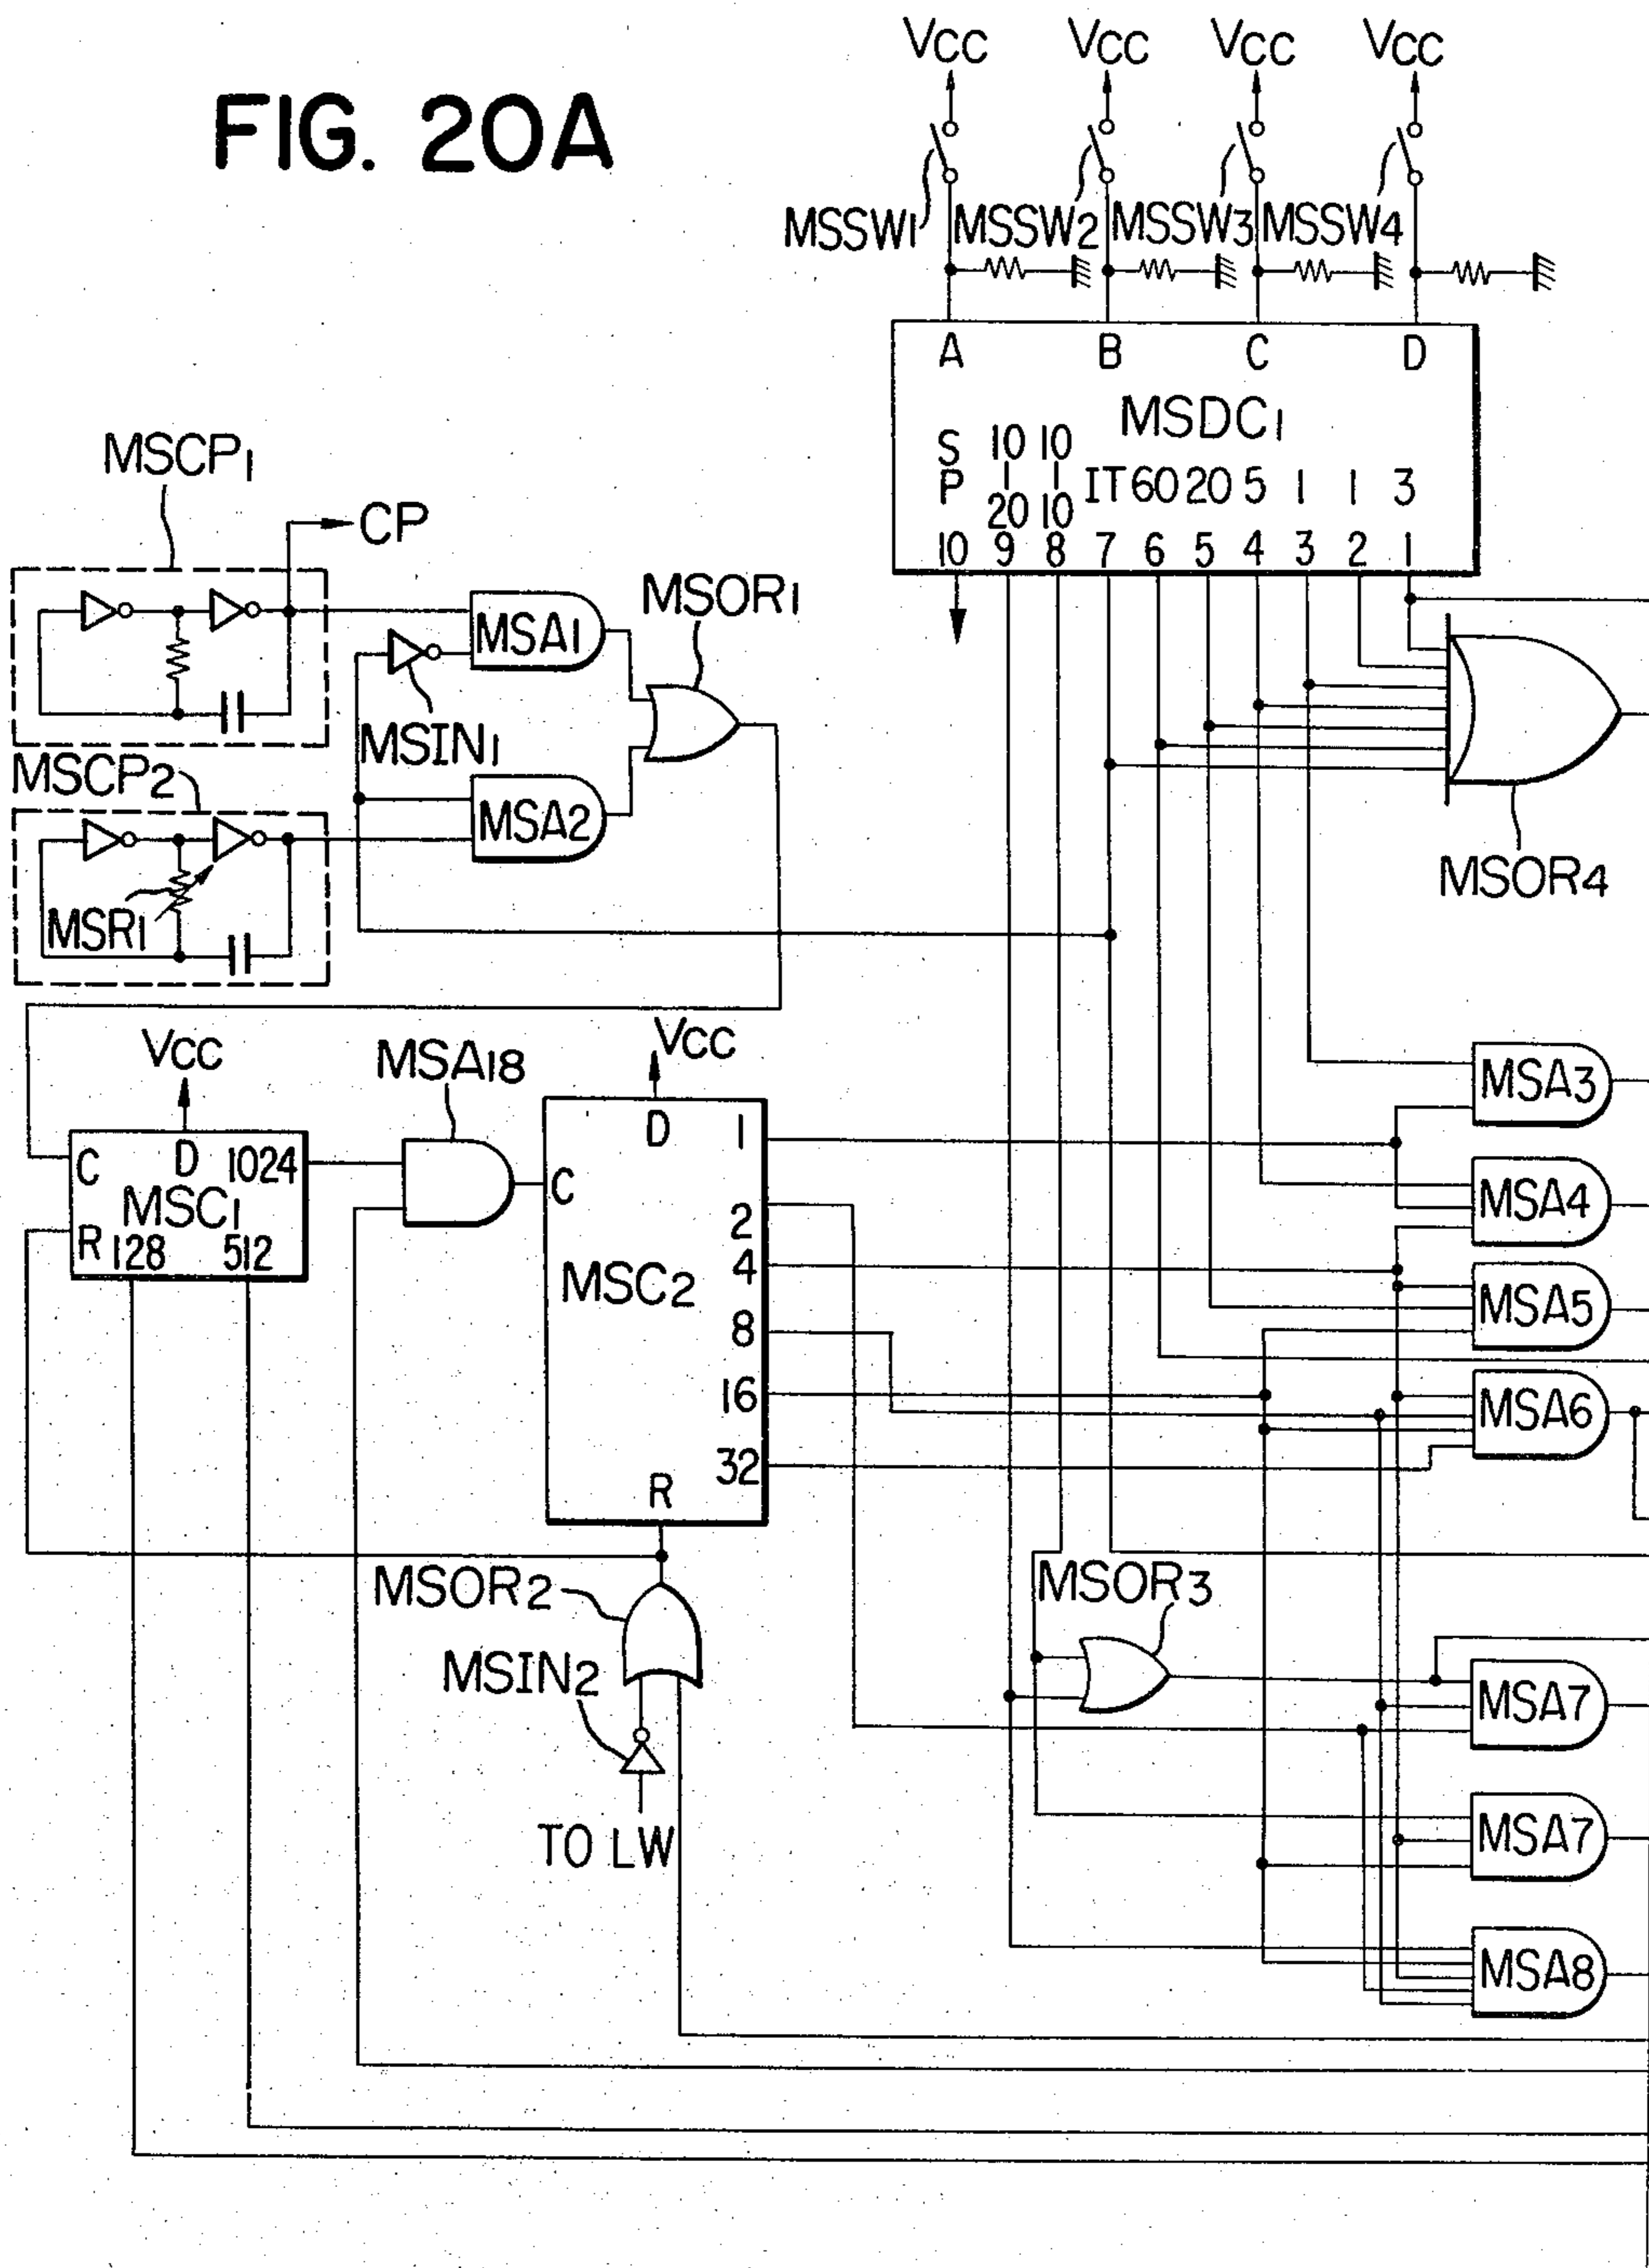 FIG. 20A
VCC VCC VCC VCC
MSSW1 MSSW2 MSSW3 MSSW4
A B C D
MSDC1
S P 10-20 10-10 IT 60 20 5 1 1 3
10 9 8 7 6 5 4 3 2 1
MSCP1
CP
MSA1
MSOR1
MSIN1
MSCP2
MSA2
MSR1
MSOR4
VCC
MSA18
VCC
MSA3
C D 1024
MSC1
R 128 512
D 1
C
2
4
MSC2
8
16
32
R
MSA4
MSA5
MSA6
MSOR2
MSOR3
MSIN2
MSA7
TO LW
MSA7
MSA8